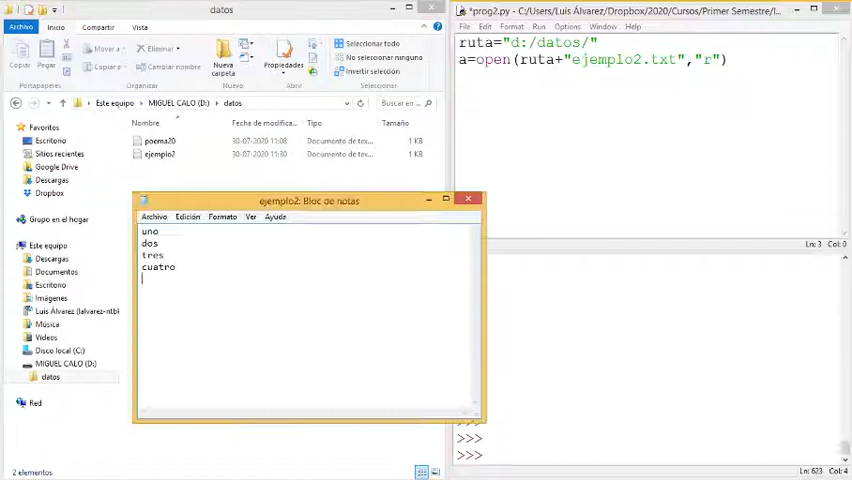 datos
Archivo Inicio Compartir Vista
Copiar Pegar
Mover a
Copiar a
Eliminar
Nueva carpeta
Propiedades
Seleccionar todo
No seleccionar ninguno
Invertir selección
Portapapeles
Nuevo
Abrir
Seleccionar
Este equipo MIGUEL CALO (D:) datos
Buscar en ...
Nombre Fecha de modifica... Tipo Tamaño
poema20 30-07-2020 11:08 Documento de tex... 1 KB
ejemplo2 30-07-2020 11:30 Documento de tex... 1 KB
Favoritos
Escritorio
Sitios recientes
Google Drive
Descargas
Dropbox
Grupo en el hogar
Este equipo
Descargas
Documentos
Escritorio
Imágenes
Luis Álvarez (lalvarez-ntbk
Música
Videos
Disco local (C:)
MIGUEL CALO (D:)
datos
Red
2 elementos
ejemplo2: Bloc de notas
Archivo Edición Formato Ver Ayuda
uno
dos
tres
cuatro
*prog2.py - C:/Users/Luis Álvarez/Dropbox/2020/Cursos/Primer Semestre/I...
File Edit Format Run Options Window Help
ruta="d:/datos/"
a=open(ruta+"ejemplo2.txt","r")
Ln: 3 Col: 0
>>>
>>>
>>>
Ln: 623 Col: 4